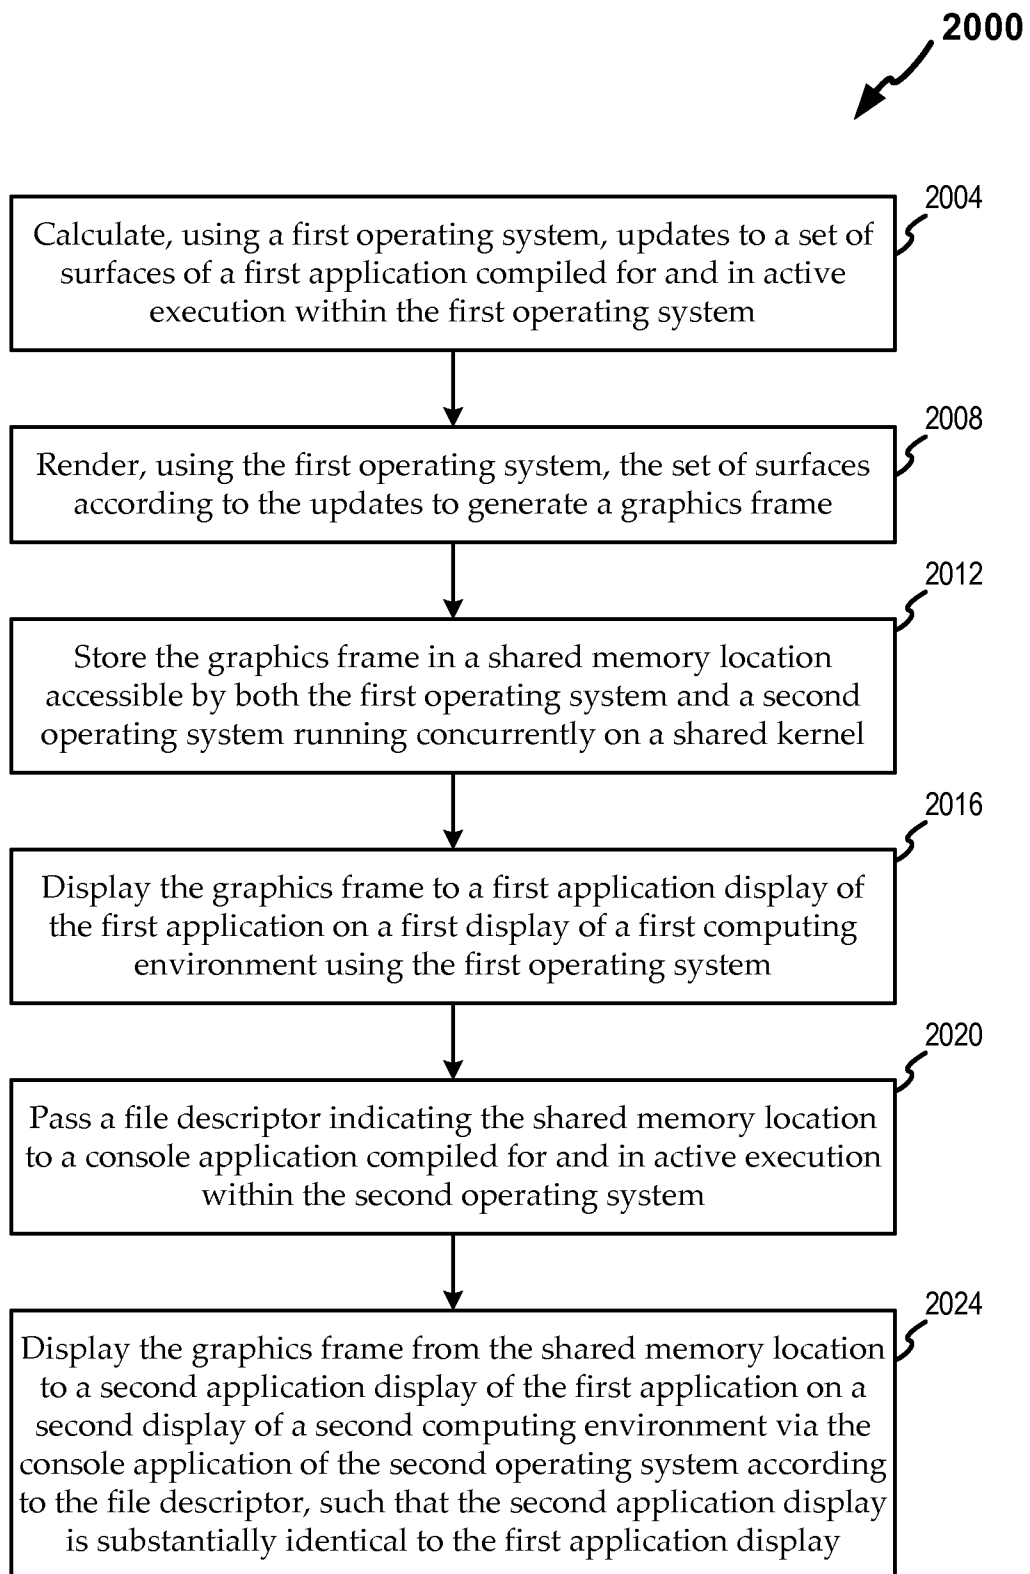 2000
2004
Calculate, using a first operating system, updates to a set of
surfaces of a first application compiled for and in active
execution within the first operating system
2008
Render, using the first operating system, the set of surfaces
according to the updates to generate a graphics frame
2012
Store the graphics frame in a shared memory location
accessible by both the first operating system and a second
operating system running concurrently on a shared kernel
2016
Display the graphics frame to a first application display of
the first application on a first display of a first computing
environment using the first operating system
2020
Pass a file descriptor indicating the shared memory location
to a console application compiled for and in active execution
within the second operating system
2024
Display the graphics frame from the shared memory location
to a second application display of the first application on a
second display of a second computing environment via the
console application of the second operating system according
to the file descriptor, such that the second application display
is substantially identical to the first application display